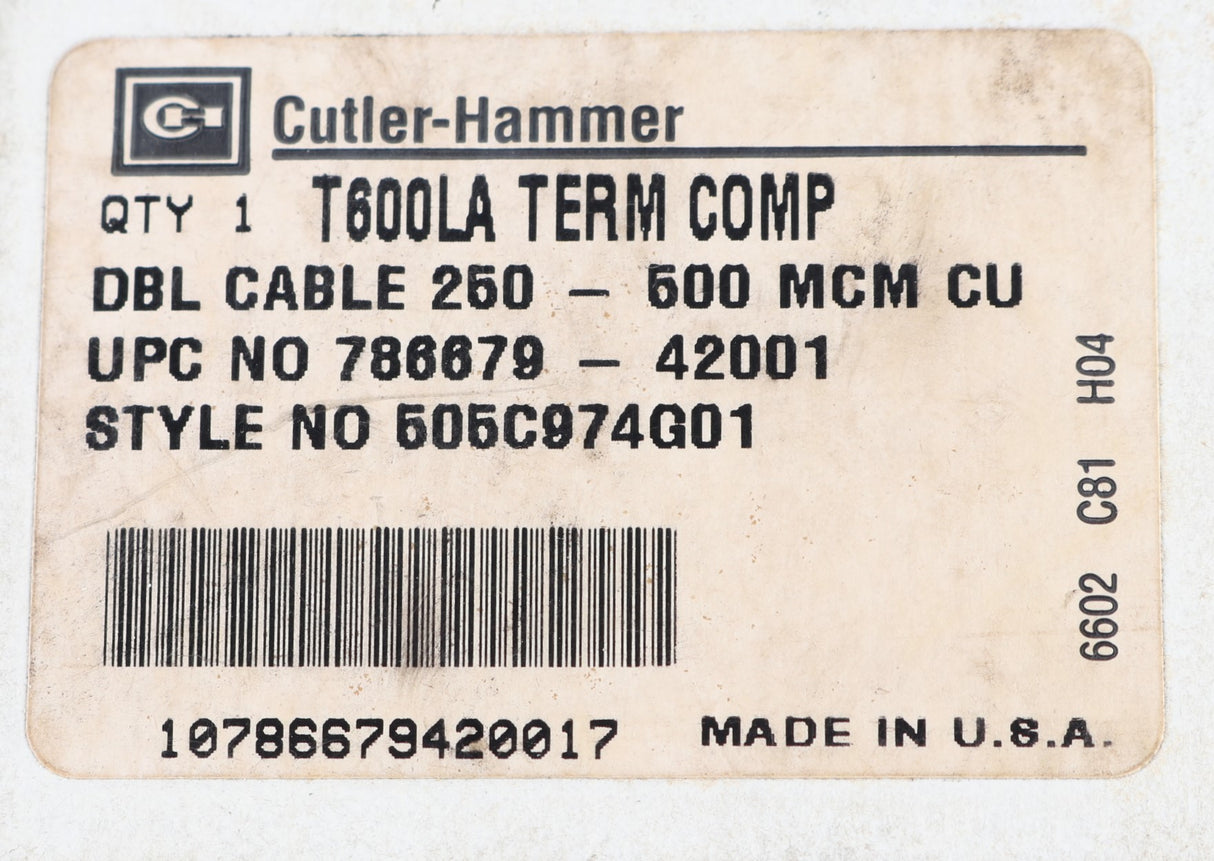 Cutler-Hammer
QTY 1 T600LA TERM COMP
DBL CABLE 250 – 500 MCM CU
UPC NO 786679 – 42001
STYLE NO 505C974G01
10786679420017
MADE IN U.S.A.
6602 C81 H04